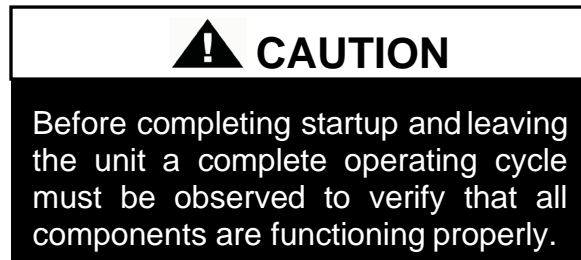 CAUTION
Before completing startup and leaving
the unit a complete operating cycle
must be observed to verify that all
components are functioning properly.